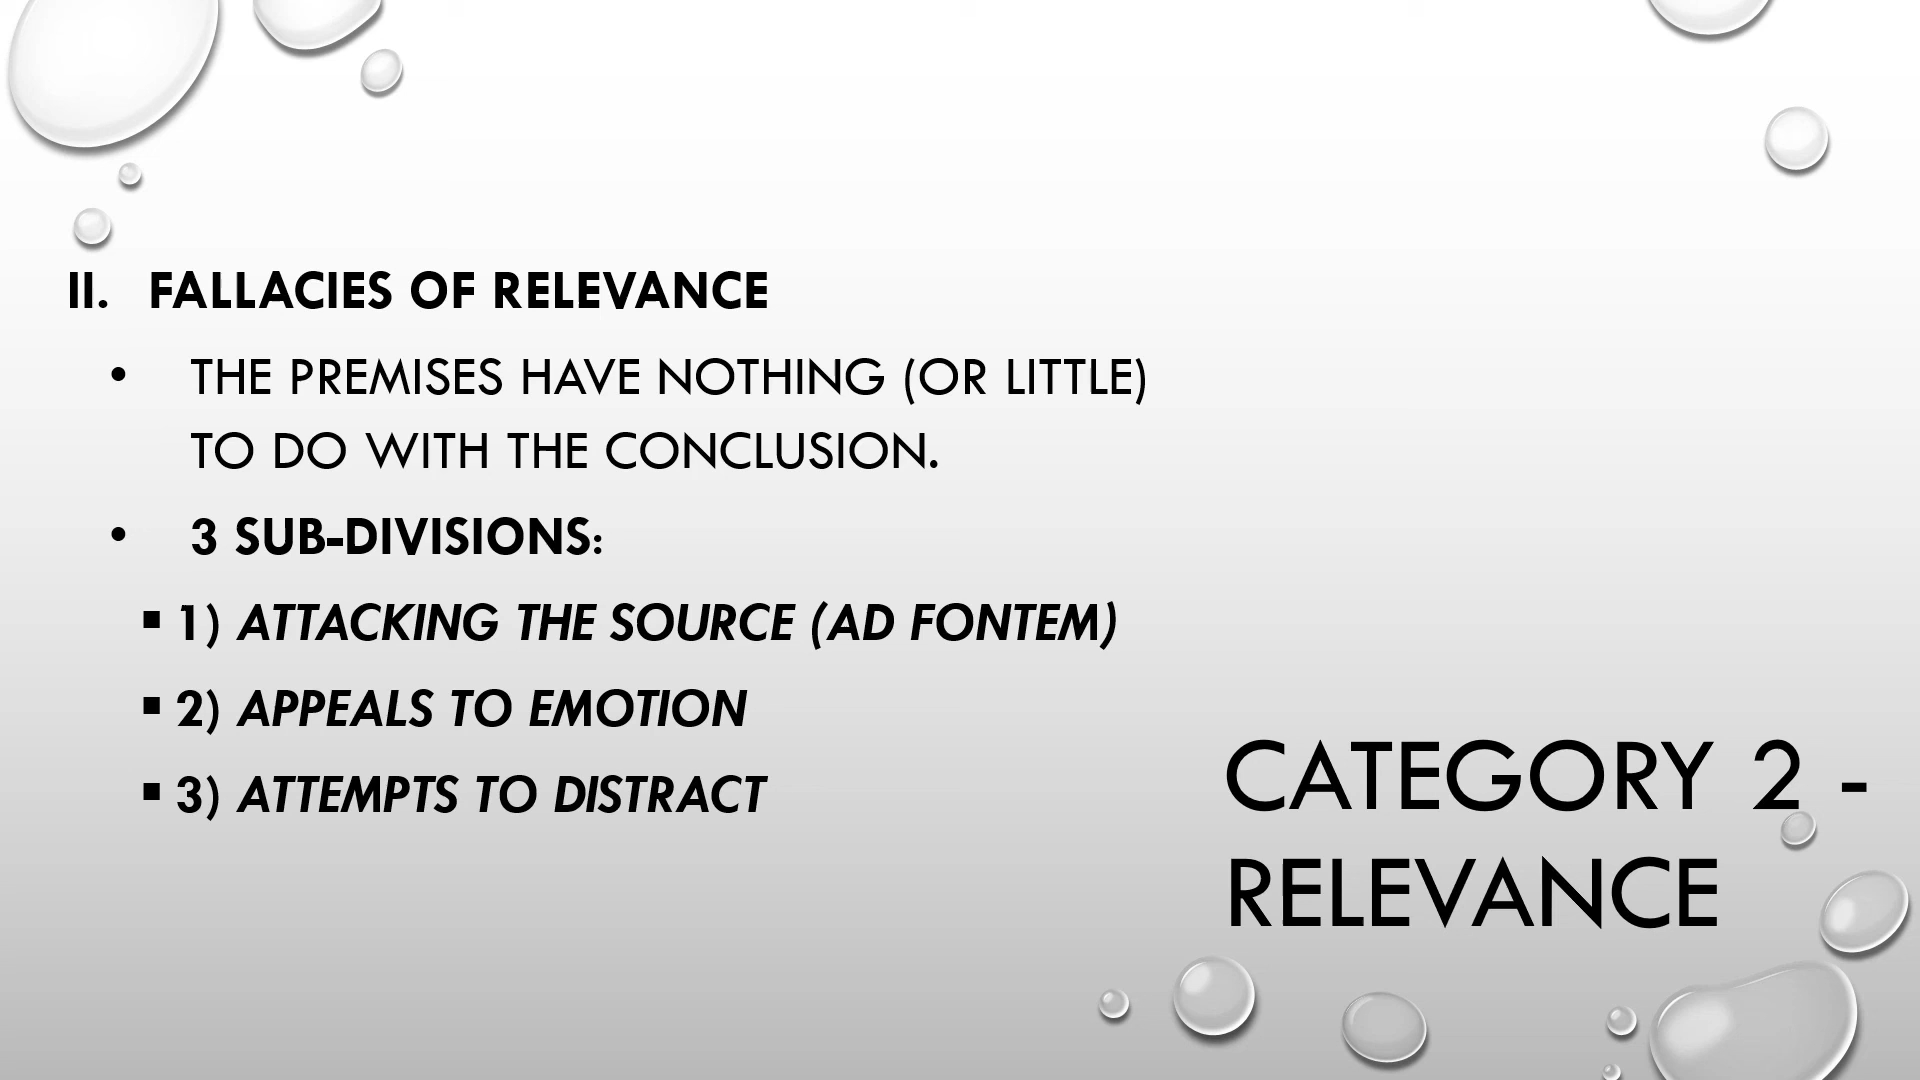 II. FALLACIES OF RELEVANCE
• THE PREMISES HAVE NOTHING (OR LITTLE)
TO DO WITH THE CONCLUSION.
• 3 SUB-DIVISIONS:
▪ 1) ATTACKING THE SOURCE (AD FONTEM)
▪ 2) APPEALS TO EMOTION
▪ 3) ATTEMPTS TO DISTRACT
CATEGORY 2 -
RELEVANCE